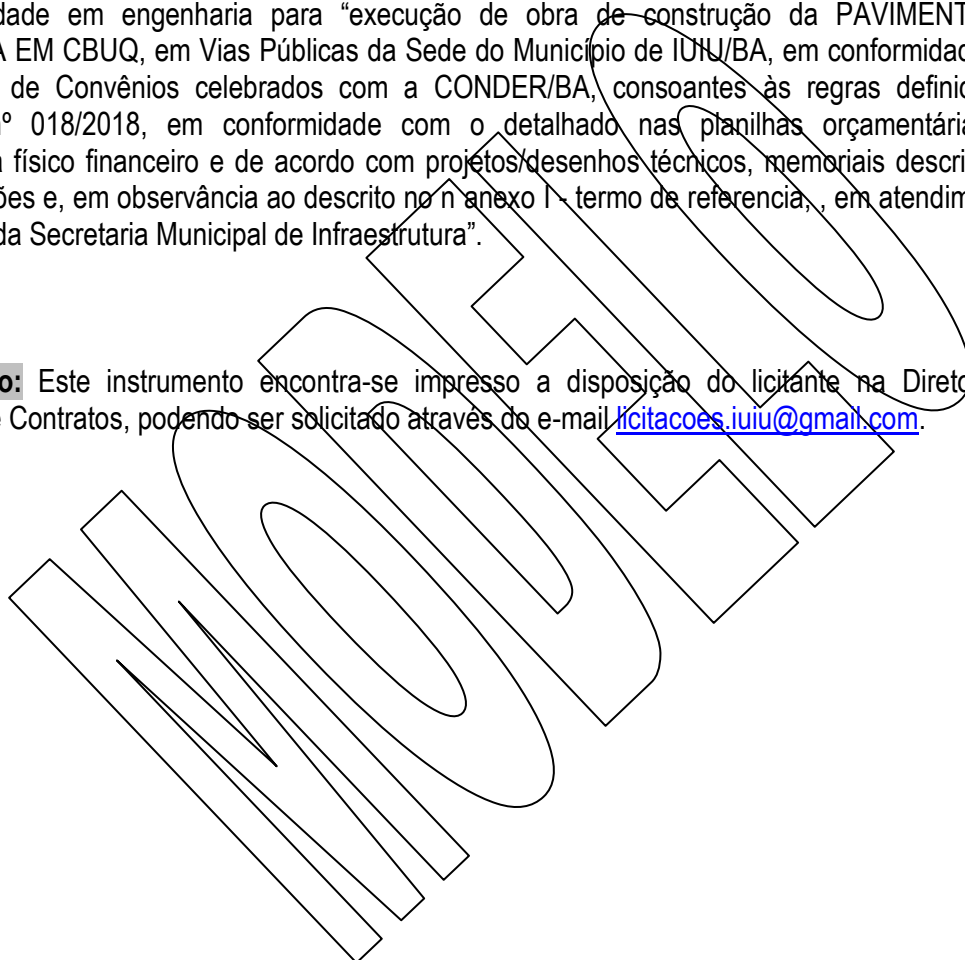 dade em engenharia para “execução de obra de construção da PAVIMENT
A EM CBUQ, em Vias Públicas da Sede do Município de IUIU/BA, em conformidad
de Convênios celebrados com a CONDER/BA, consoantes às regras definid
nº 018/2018, em conformidade com o detalhado nas planilhas orçamentária
a físico financeiro e de acordo com projetos/desenhos técnicos, memoriais descri
ões e, em observância ao descrito no n anexo I - termo de referencia, , em atendim
da Secretaria Municipal de Infraestrutura”.
o: Este instrumento encontra-se impresso a disposição do licitante na Direto
e Contratos, podendo ser solicitado através do e-mail licitacoes.iuiu@gmail.com.
MODELO